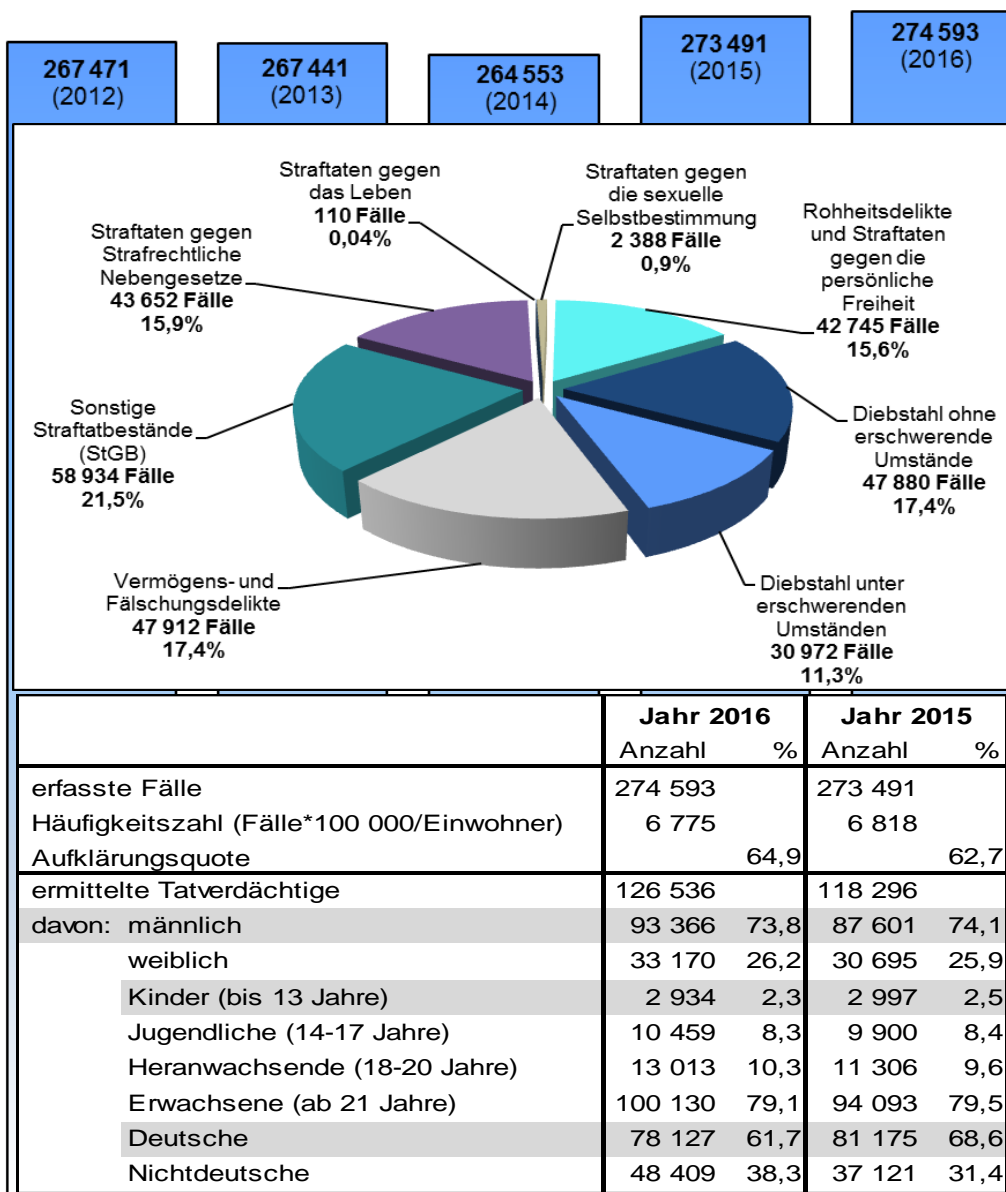 267 471
(2012)
267 441
(2013)
264 553
(2014)
273 491
(2015)
274 593
(2016)
Straftaten gegen
das Leben
110 Fälle
0,04%
Straftaten gegen
die sexuelle
Selbstbestimmung
2 388 Fälle
0,9%
Rohheitsdelikte
und Straftaten
gegen die
persönliche
Freiheit
42 745 Fälle
15,6%
Straftaten gegen
Strafrechtliche
Nebengesetze
43 652 Fälle
15,9%
Sonstige
Straftatbestände
(StGB)
58 934 Fälle
21,5%
Diebstahl ohne
erschwerende
Umstände
47 880 Fälle
17,4%
Vermögens- und
Fälschungsdelikte
47 912 Fälle
17,4%
Diebstahl unter
erschwerenden
Umständen
30 972 Fälle
11,3%
Jahr 2016 Jahr 2015
Anzahl % Anzahl %
erfasste Fälle 274 593 273 491
Häufigkeitszahl (Fälle*100 000/Einwohner) 6 775 6 818
Aufklärungsquote 64,9 62,7
ermittelte Tatverdächtige 126 536 118 296
davon: männlich 93 366 73,8 87 601 74,1
weiblich 33 170 26,2 30 695 25,9
Kinder (bis 13 Jahre) 2 934 2,3 2 997 2,5
Jugendliche (14-17 Jahre) 10 459 8,3 9 900 8,4
Heranwachsende (18-20 Jahre) 13 013 10,3 11 306 9,6
Erwachsene (ab 21 Jahre) 100 130 79,1 94 093 79,5
Deutsche 78 127 61,7 81 175 68,6
Nichtdeutsche 48 409 38,3 37 121 31,4